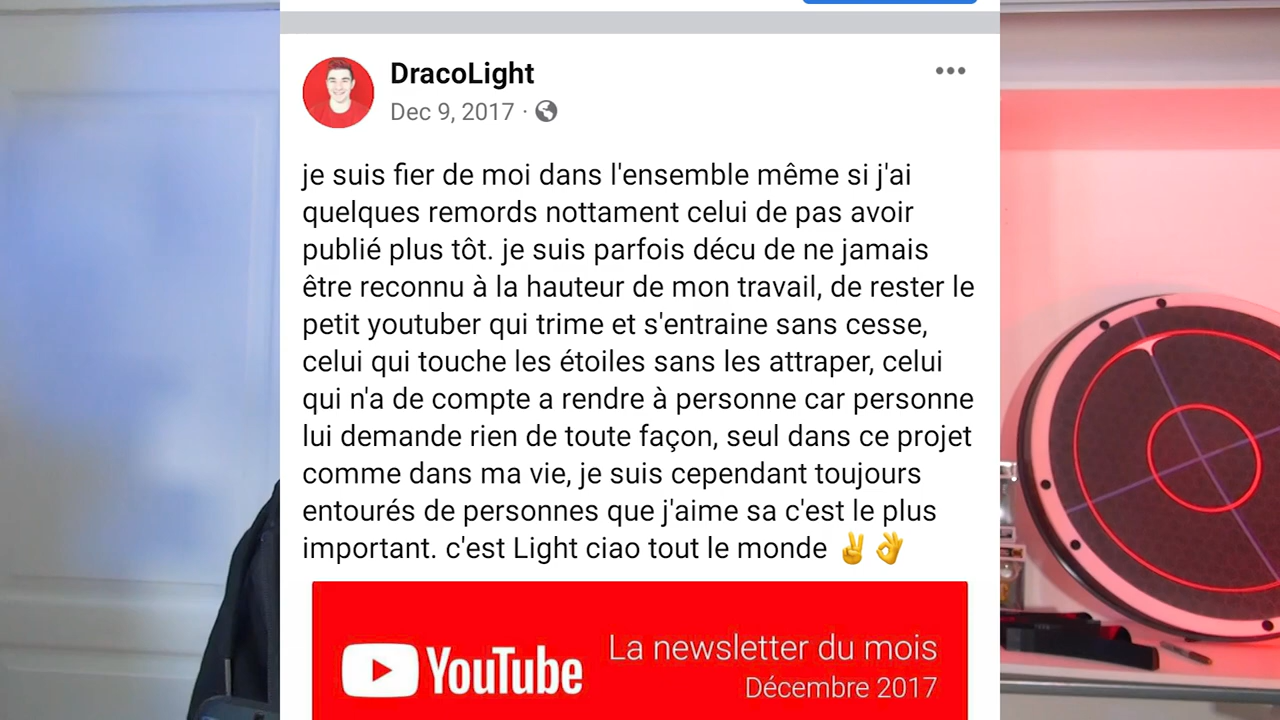 DracoLight
Dec 9, 2017 ·
je suis fier de moi dans l'ensemble même si j'ai
quelques remords nottament celui de pas avoir
publié plus tôt. je suis parfois décu de ne jamais
être reconnu à la hauteur de mon travail, de rester le
petit youtuber qui trime et s'entraine sans cesse,
celui qui touche les étoiles sans les attraper, celui
qui n'a de compte a rendre à personne car personne
lui demande rien de toute façon, seul dans ce projet
comme dans ma vie, je suis cependant toujours
entourés de personnes que j'aime sa c'est le plus
important. c'est Light ciao tout le monde ✌️👌
YouTube
La newsletter du mois
Décembre 2017